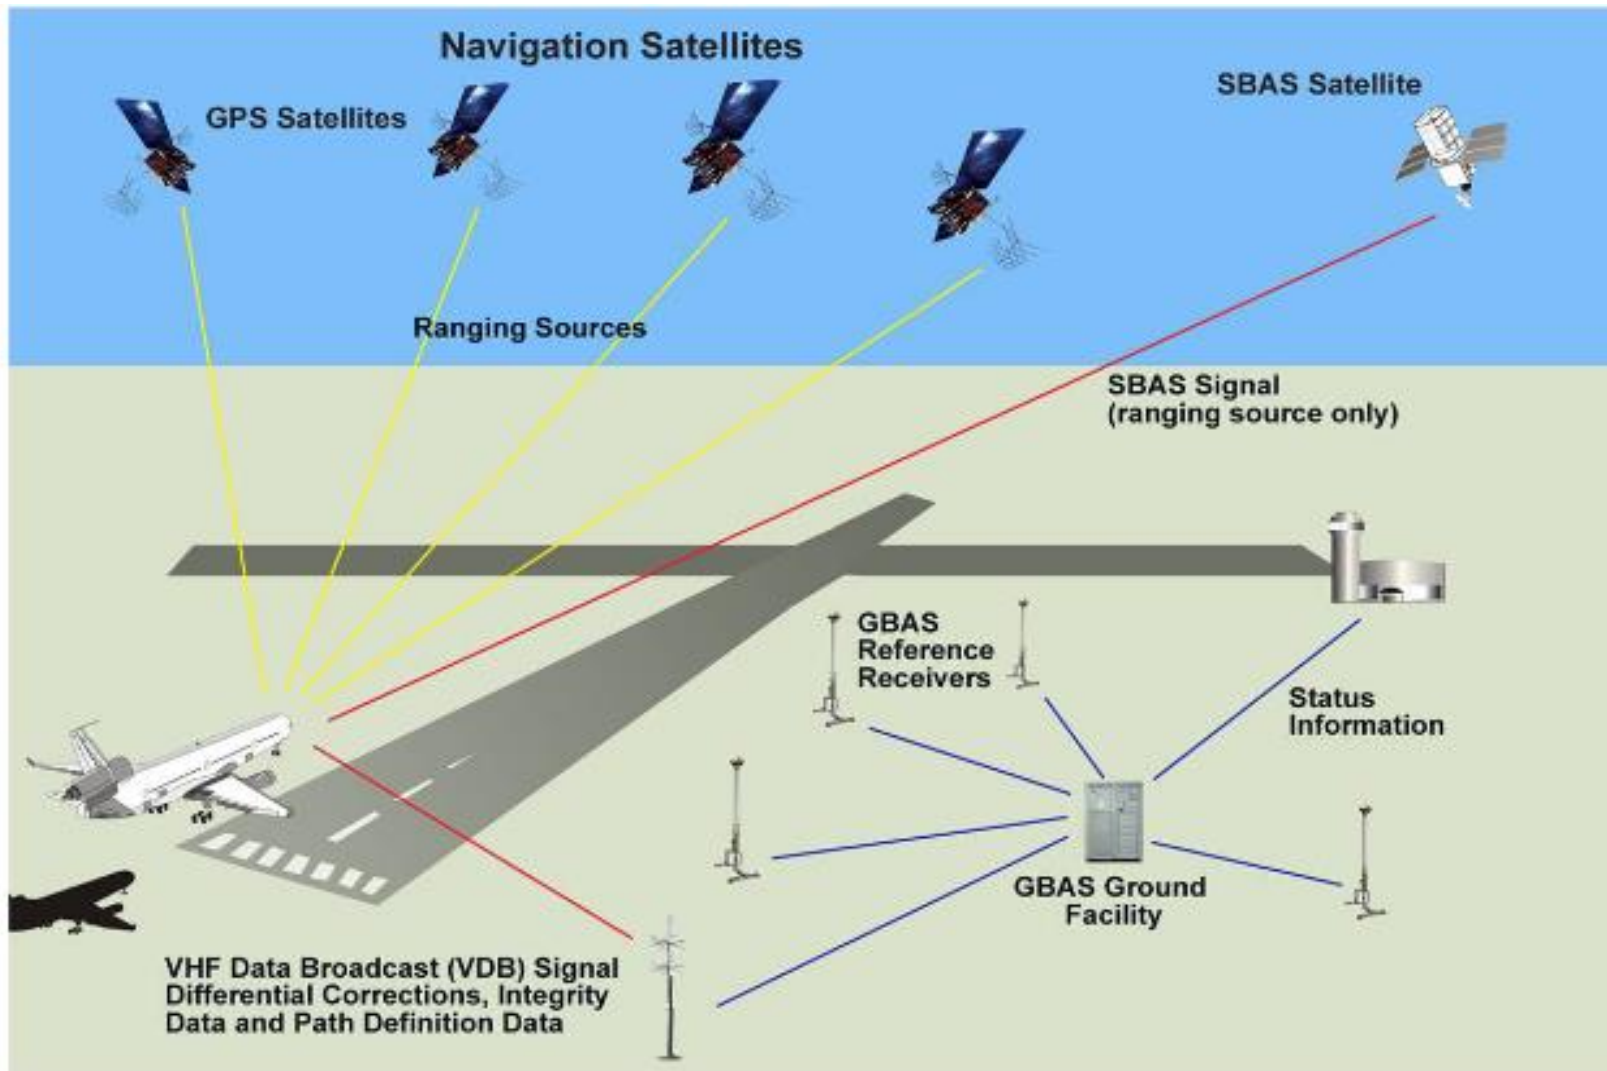 Navigation Satellites
GPS Satellites
SBAS Satellite
Ranging Sources
SBAS Signal
(ranging source only)
GBAS
Reference
Receivers
Status
Information
GBAS Ground
Facility
VHF Data Broadcast (VDB) Signal
Differential Corrections, Integrity
Data and Path Definition Data